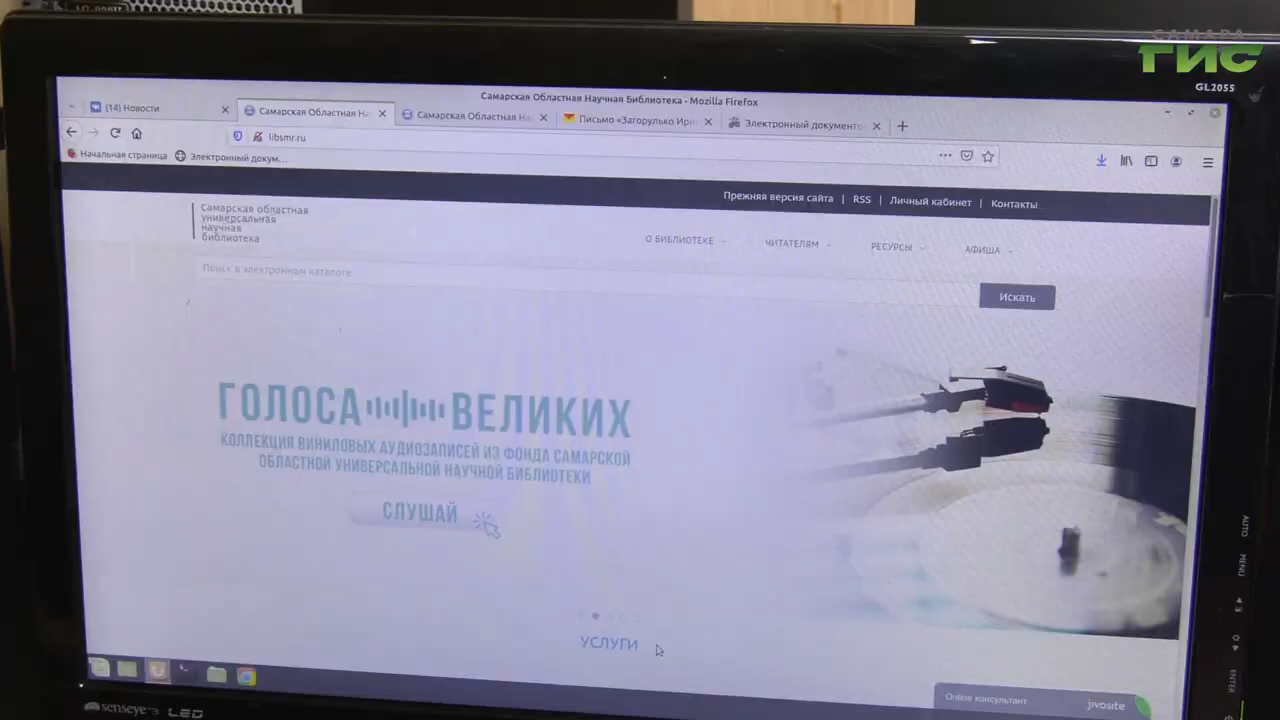 САМАРА
ГИС
GL2055
Самарская Областная Научная Библиотека - Mozilla Firefox
(14) Новости
Самарская Областная На
Самарская Областная На
Письмо «Загорулько Ири
Электронный документо
libsmr.ru
Начальная страница
Электронный докум...
Прежняя версия сайта | RSS | Личный кабинет | Контакты
Самарская областная
универсальная
научная
библиотека
О БИБЛИОТЕКЕ
ЧИТАТЕЛЯМ
РЕСУРСЫ
АФИША
Поиск в электронном каталоге
Искать
ГОЛОСА ВЕЛИКИХ
КОЛЛЕКЦИЯ ВИНИЛОВЫХ АУДИОЗАПИСЕЙ ИЗ ФОНДА САМАРСКОЙ
ОБЛАСТНОЙ УНИВЕРСАЛЬНОЙ НАУЧНОЙ БИБЛИОТЕКИ
СЛУШАЙ
УСЛУГИ
Online консультант
jivosite
AUTO
MENU
ENTER
senseye3 LED